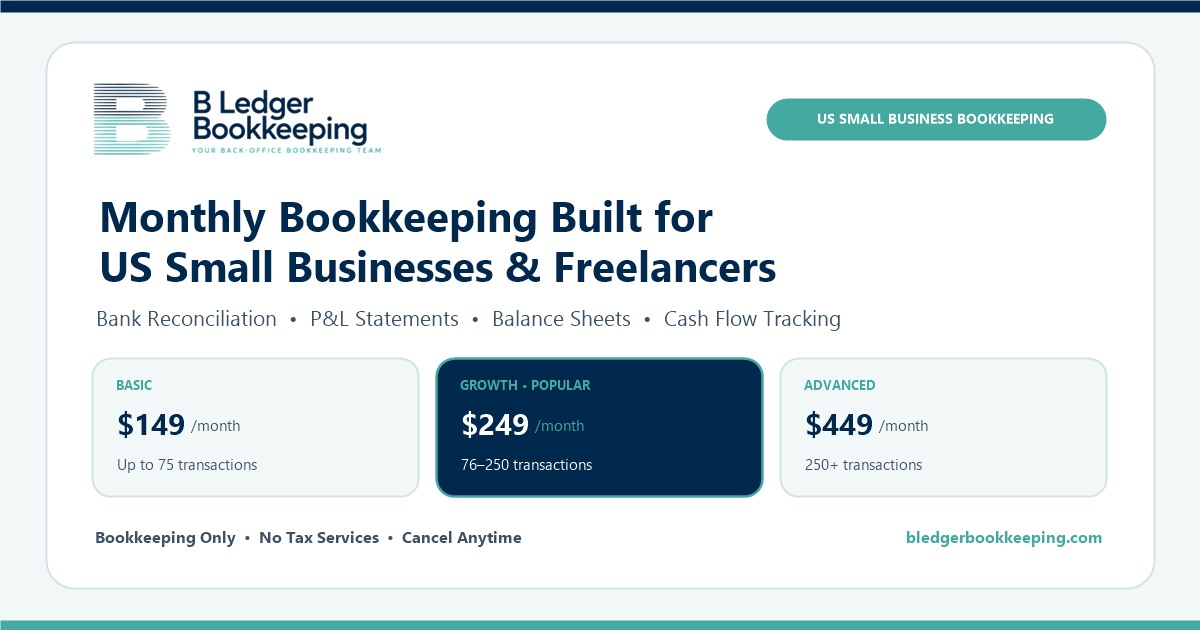 B Ledger
Bookkeeping
YOUR BACK-OFFICE BOOKKEEPING TEAM
US SMALL BUSINESS BOOKKEEPING
Monthly Bookkeeping Built for
US Small Businesses & Freelancers
Bank Reconciliation • P&L Statements • Balance Sheets • Cash Flow Tracking
BASIC
$149 /month
Up to 75 transactions
GROWTH • POPULAR
$249 /month
76–250 transactions
ADVANCED
$449 /month
250+ transactions
Bookkeeping Only • No Tax Services • Cancel Anytime
bledgerbookkeeping.com